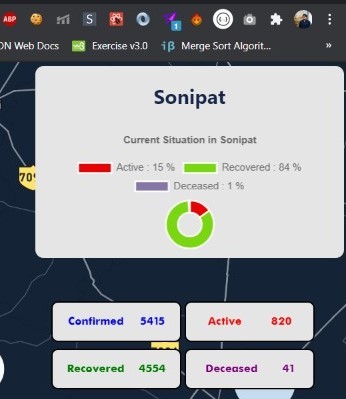 ABP
S
1
ON Web Docs
Exercise v3.0
Merge Sort Algorit...
»
Sonipat
Current Situation in Sonipat
Active : 15 %
Recovered : 84 %
Deceased : 1 %
70
Confirmed 5415
Active 820
Recovered 4554
Deceased 41